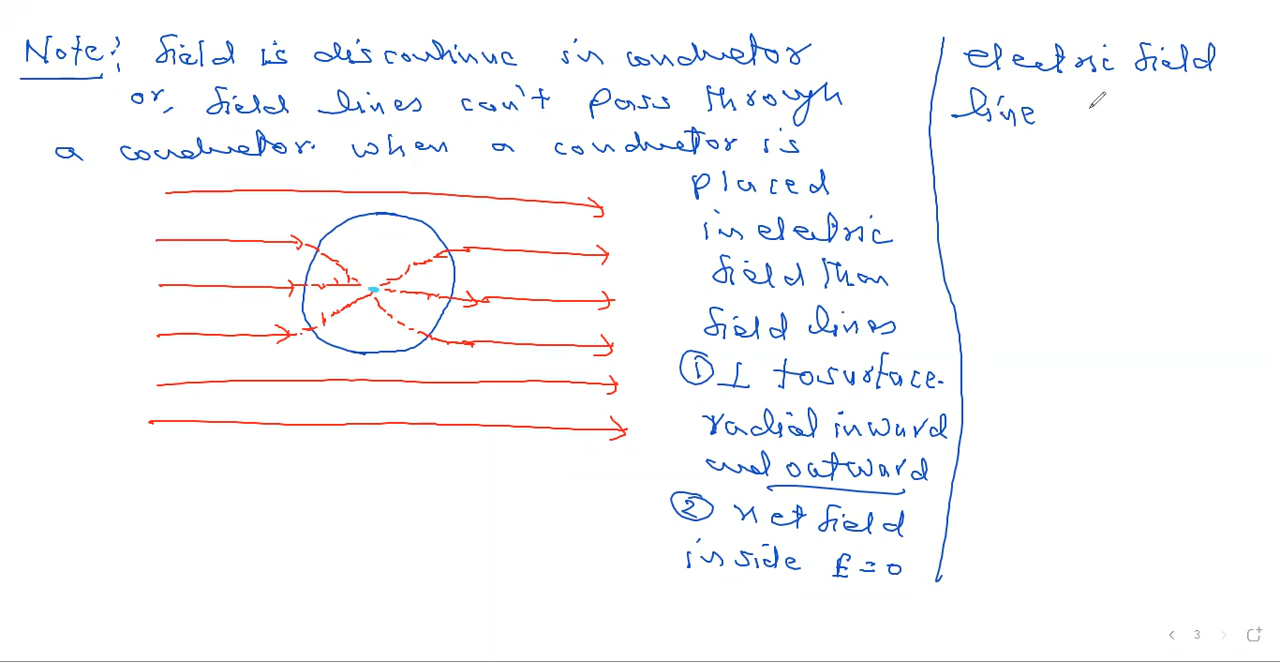 Note: field is discontinue in conductor
or, field lines can't pass through
a conductor. when a conductor is
placed
in electric
field than
field lines
① ⊥ to surface.
radial inward
and outward
② net field
inside E = 0
electric field
line
3